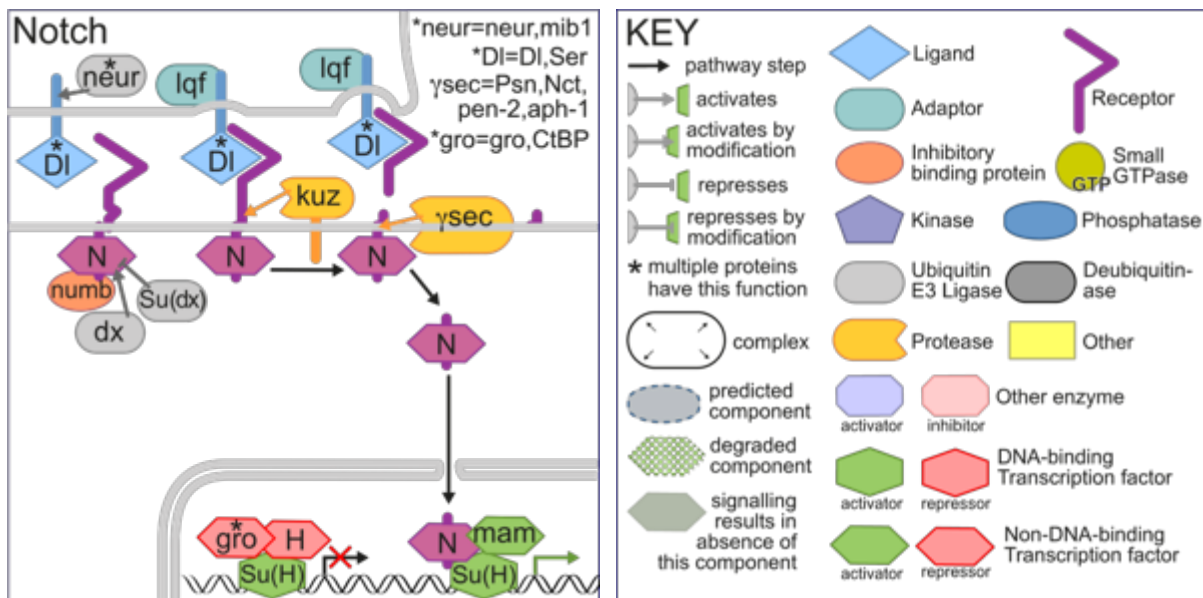 Notch
*neur=neur,mib1
*Dl=Dl,Ser
γsec=Psn,Nct,
pen-2,aph-1
*gro=gro,CtBP
*
neur
lqf
lqf
*
Dl
*
Dl
*
Dl
kuz
γsec
N
N
N
numb
Su(dx)
dx
N
*
gro
H
Su(H)
N
mam
Su(H)
KEY
pathway step
activates
activates by
modification
represses
represses by
modification
* multiple proteins
have this function
complex
predicted
component
degraded
component
signalling
results in
absence of
this component
Ligand
Adaptor
Inhibitory
binding protein
Kinase
Ubiquitin
E3 Ligase
Protease
Receptor
GTP
Small
GTPase
Phosphatase
Deubiquitin-
ase
Other
activator
inhibitor
Other enzyme
activator
repressor
DNA-binding
Transcription factor
activator
repressor
Non-DNA-binding
Transcription factor